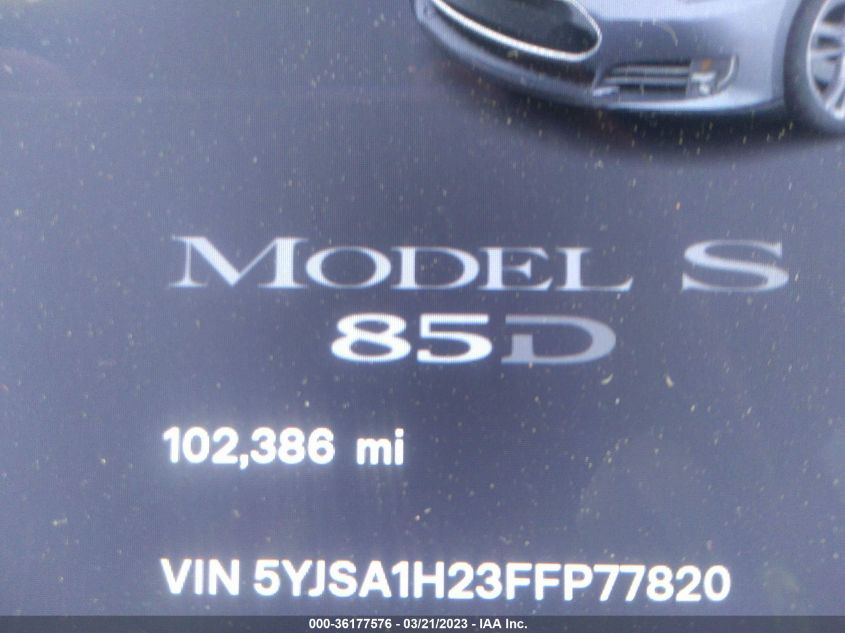 MODEL S
85D
102,386 mi
VIN 5YJSA1H23FFP77820
000-36177576 - 03/21/2023 - IAA Inc.